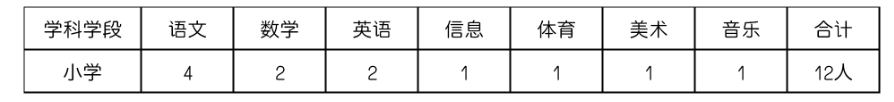 学科学段 语文 数学 英语 信息 体育 美术 音乐 合计
小学 4 2 2 1 1 1 1 12人